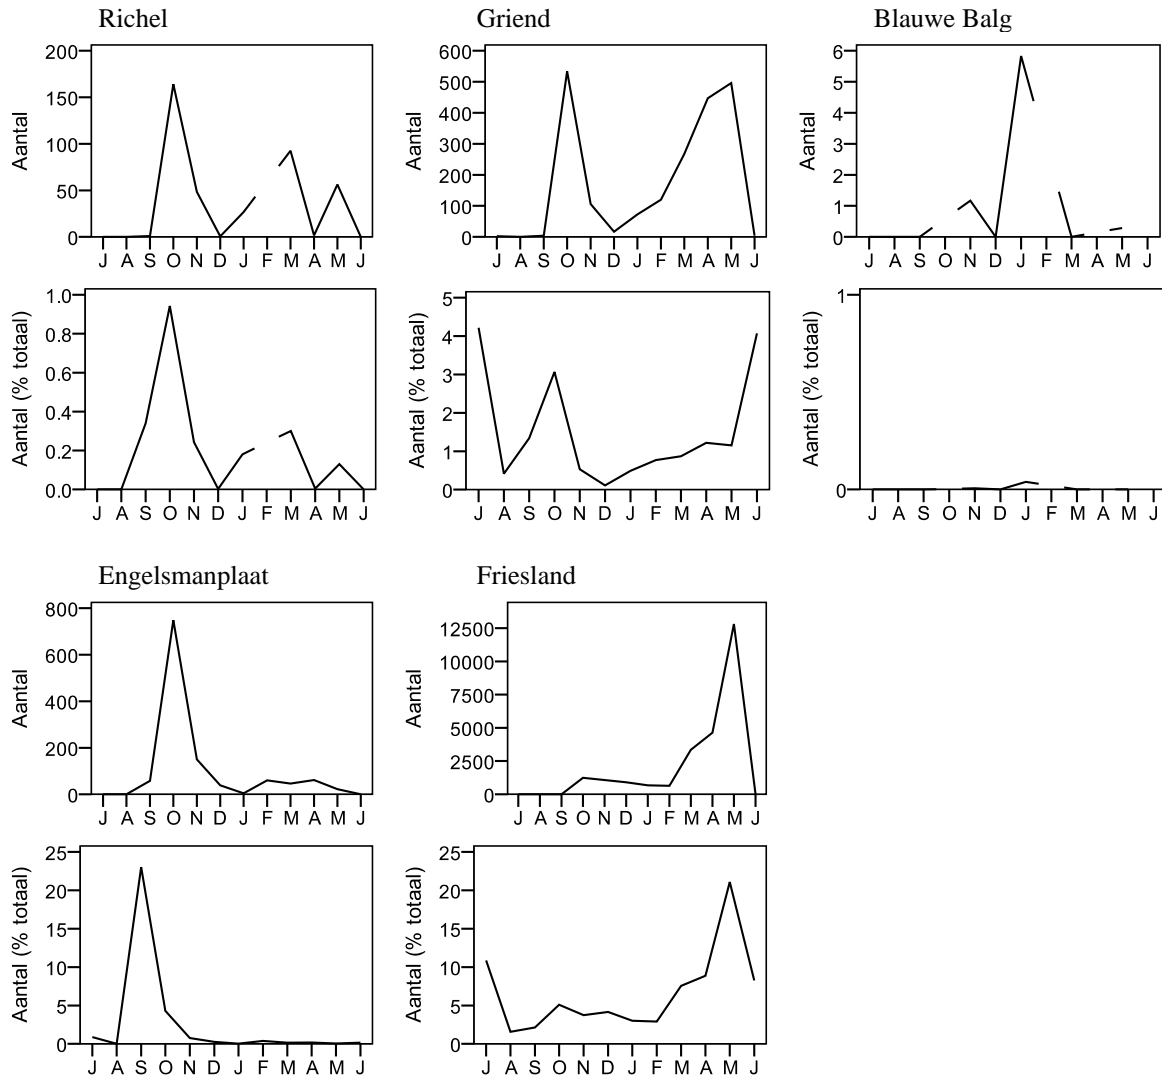 Richel
Griend
Blauwe Balg
Aantal
200
150
100
50
0
J A S O N D J F M A M J
Aantal
600
500
400
300
200
100
0
J A S O N D J F M A M J
Aantal
6
5
4
3
2
1
0
J A S O N D J F M A M J
Aantal (% totaal)
1.0
0.8
0.6
0.4
0.2
0.0
J A S O N D J F M A M J
Aantal (% totaal)
5
4
3
2
1
0
J A S O N D J F M A M J
Aantal (% totaal)
1
0
J A S O N D J F M A M J
Engelsmanplaat
Friesland
Aantal
800
600
400
200
0
J A S O N D J F M A M J
Aantal
12500
10000
7500
5000
2500
0
J A S O N D J F M A M J
Aantal (% totaal)
25
20
15
10
5
0
J A S O N D J F M A M J
Aantal (% totaal)
25
20
15
10
5
0
J A S O N D J F M A M J